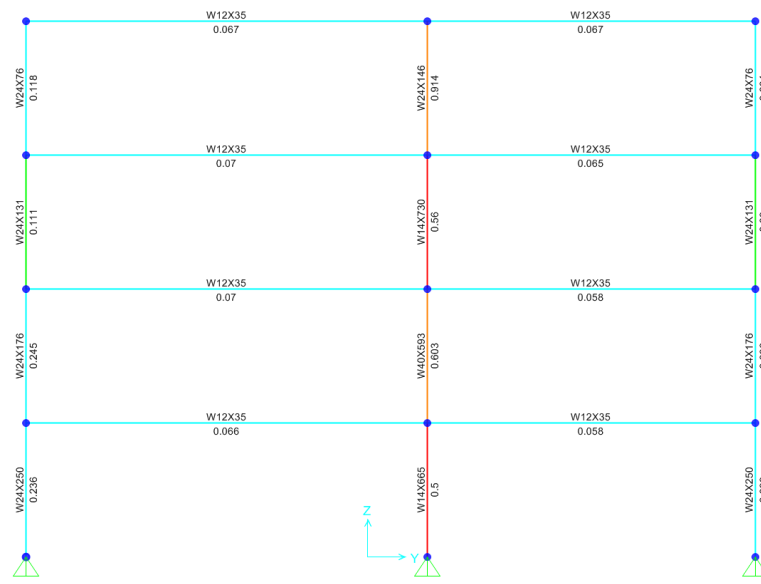 W12X35
0.067
W12X35
0.067
W24X76
0.118
W24X146
0.914
W24X76
W12X35
0.07
W12X35
0.065
W24X131
0.111
W14X730
0.56
W24X131
W12X35
0.07
W12X35
0.058
W24X176
0.245
W40X593
0.603
W24X176
W12X35
0.066
W12X35
0.058
W24X250
0.236
W14X665
0.5
W24X250
Z
Y